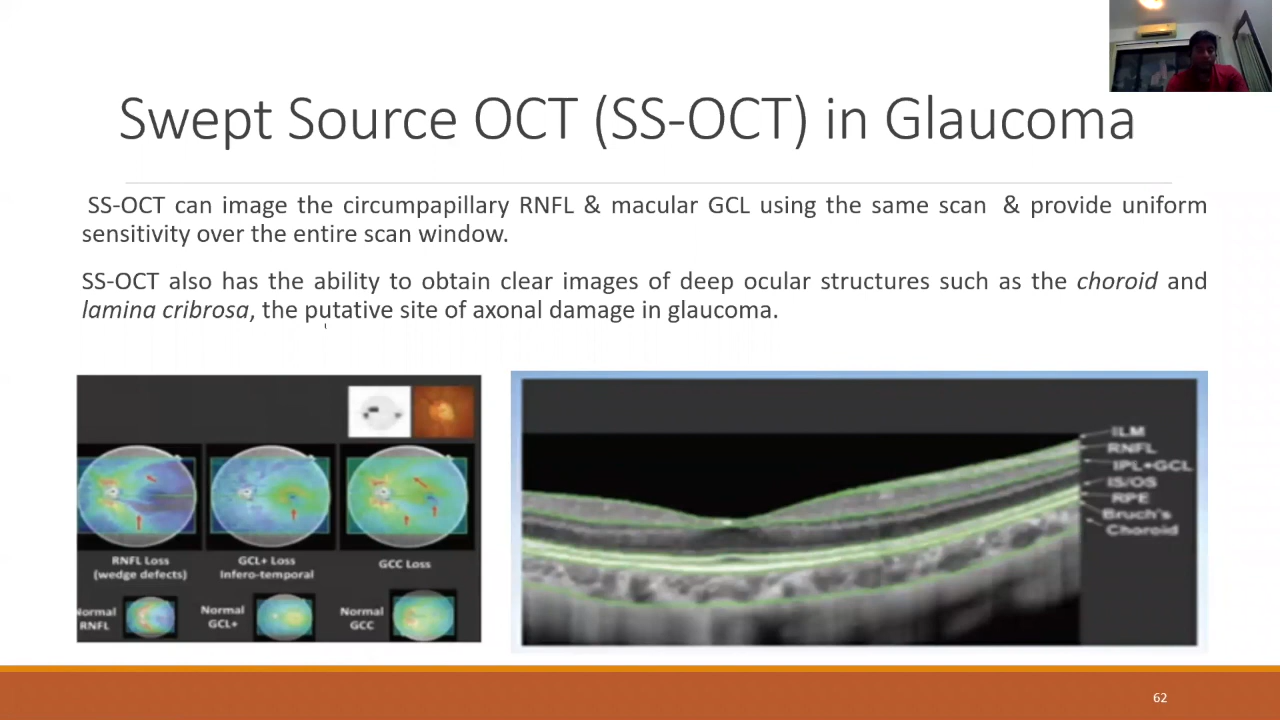 Swept Source OCT (SS-OCT) in Glaucoma
SS-OCT can image the circumpapillary RNFL & macular GCL using the same scan & provide uniform
sensitivity over the entire scan window.
SS-OCT also has the ability to obtain clear images of deep ocular structures such as the choroid and
lamina cribrosa, the putative site of axonal damage in glaucoma.
RNFL Loss
(wedge defects)
GCL+ Loss
Infero-temporal
GCC Loss
Normal
RNFL
Normal
GCL+
Normal
GCC
ILM
RNFL
IPL+GCL
IS/OS
RPE
Bruch's
Choroid
62